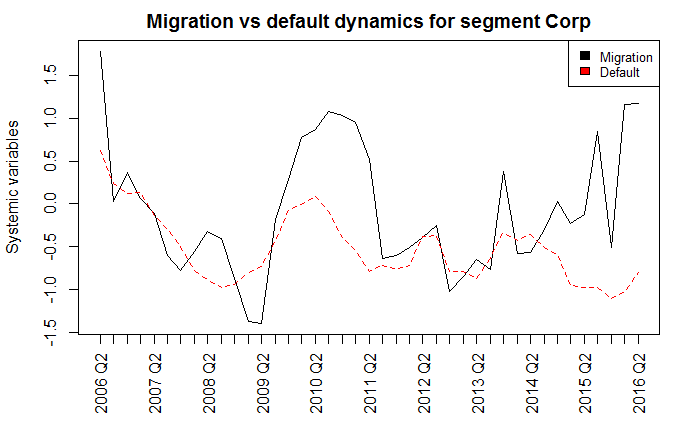 Migration vs default dynamics for segment Corp
Migration
Default
Systemic variables
1.5
1.0
0.5
0.0
-0.5
-1.0
-1.5
2006 Q2
2007 Q2
2008 Q2
2009 Q2
2010 Q2
2011 Q2
2012 Q2
2013 Q2
2014 Q2
2015 Q2
2016 Q2